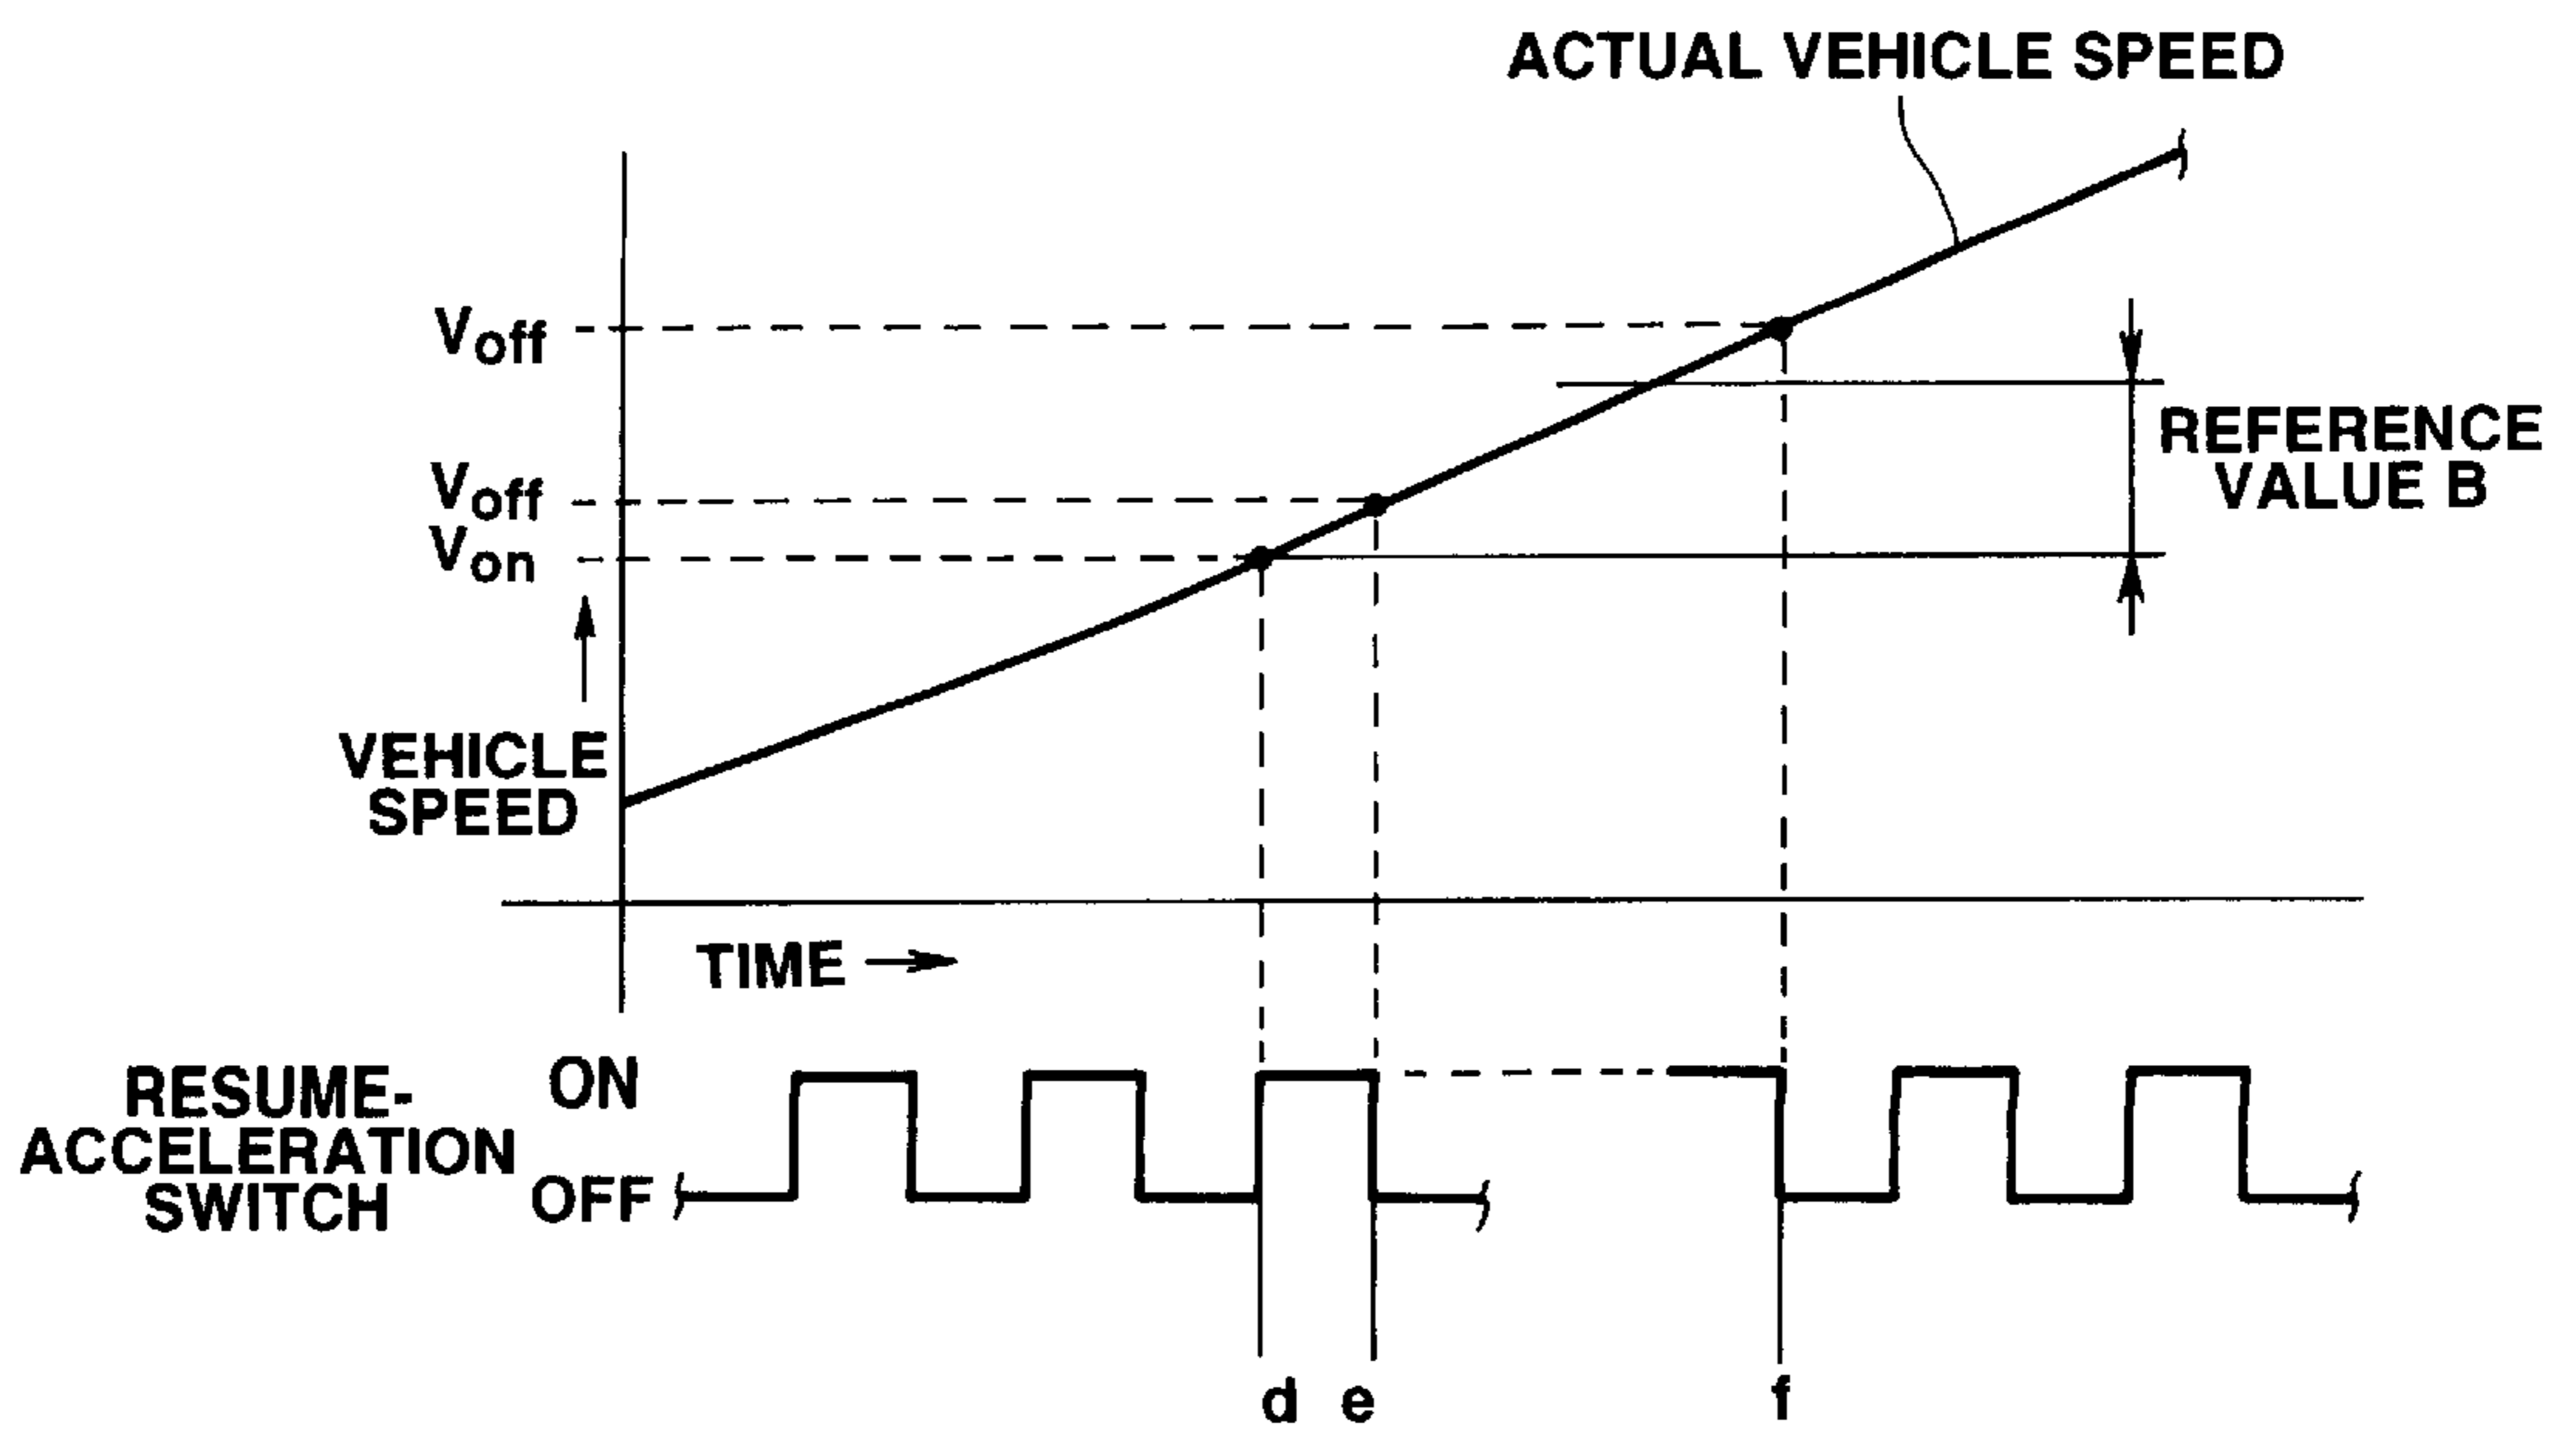 ACTUAL VEHICLE SPEED
Voff
REFERENCE
VALUE B
Voff
Von
VEHICLE
SPEED
TIME
RESUME-
ACCELERATION
SWITCH
ON
OFF
d e f